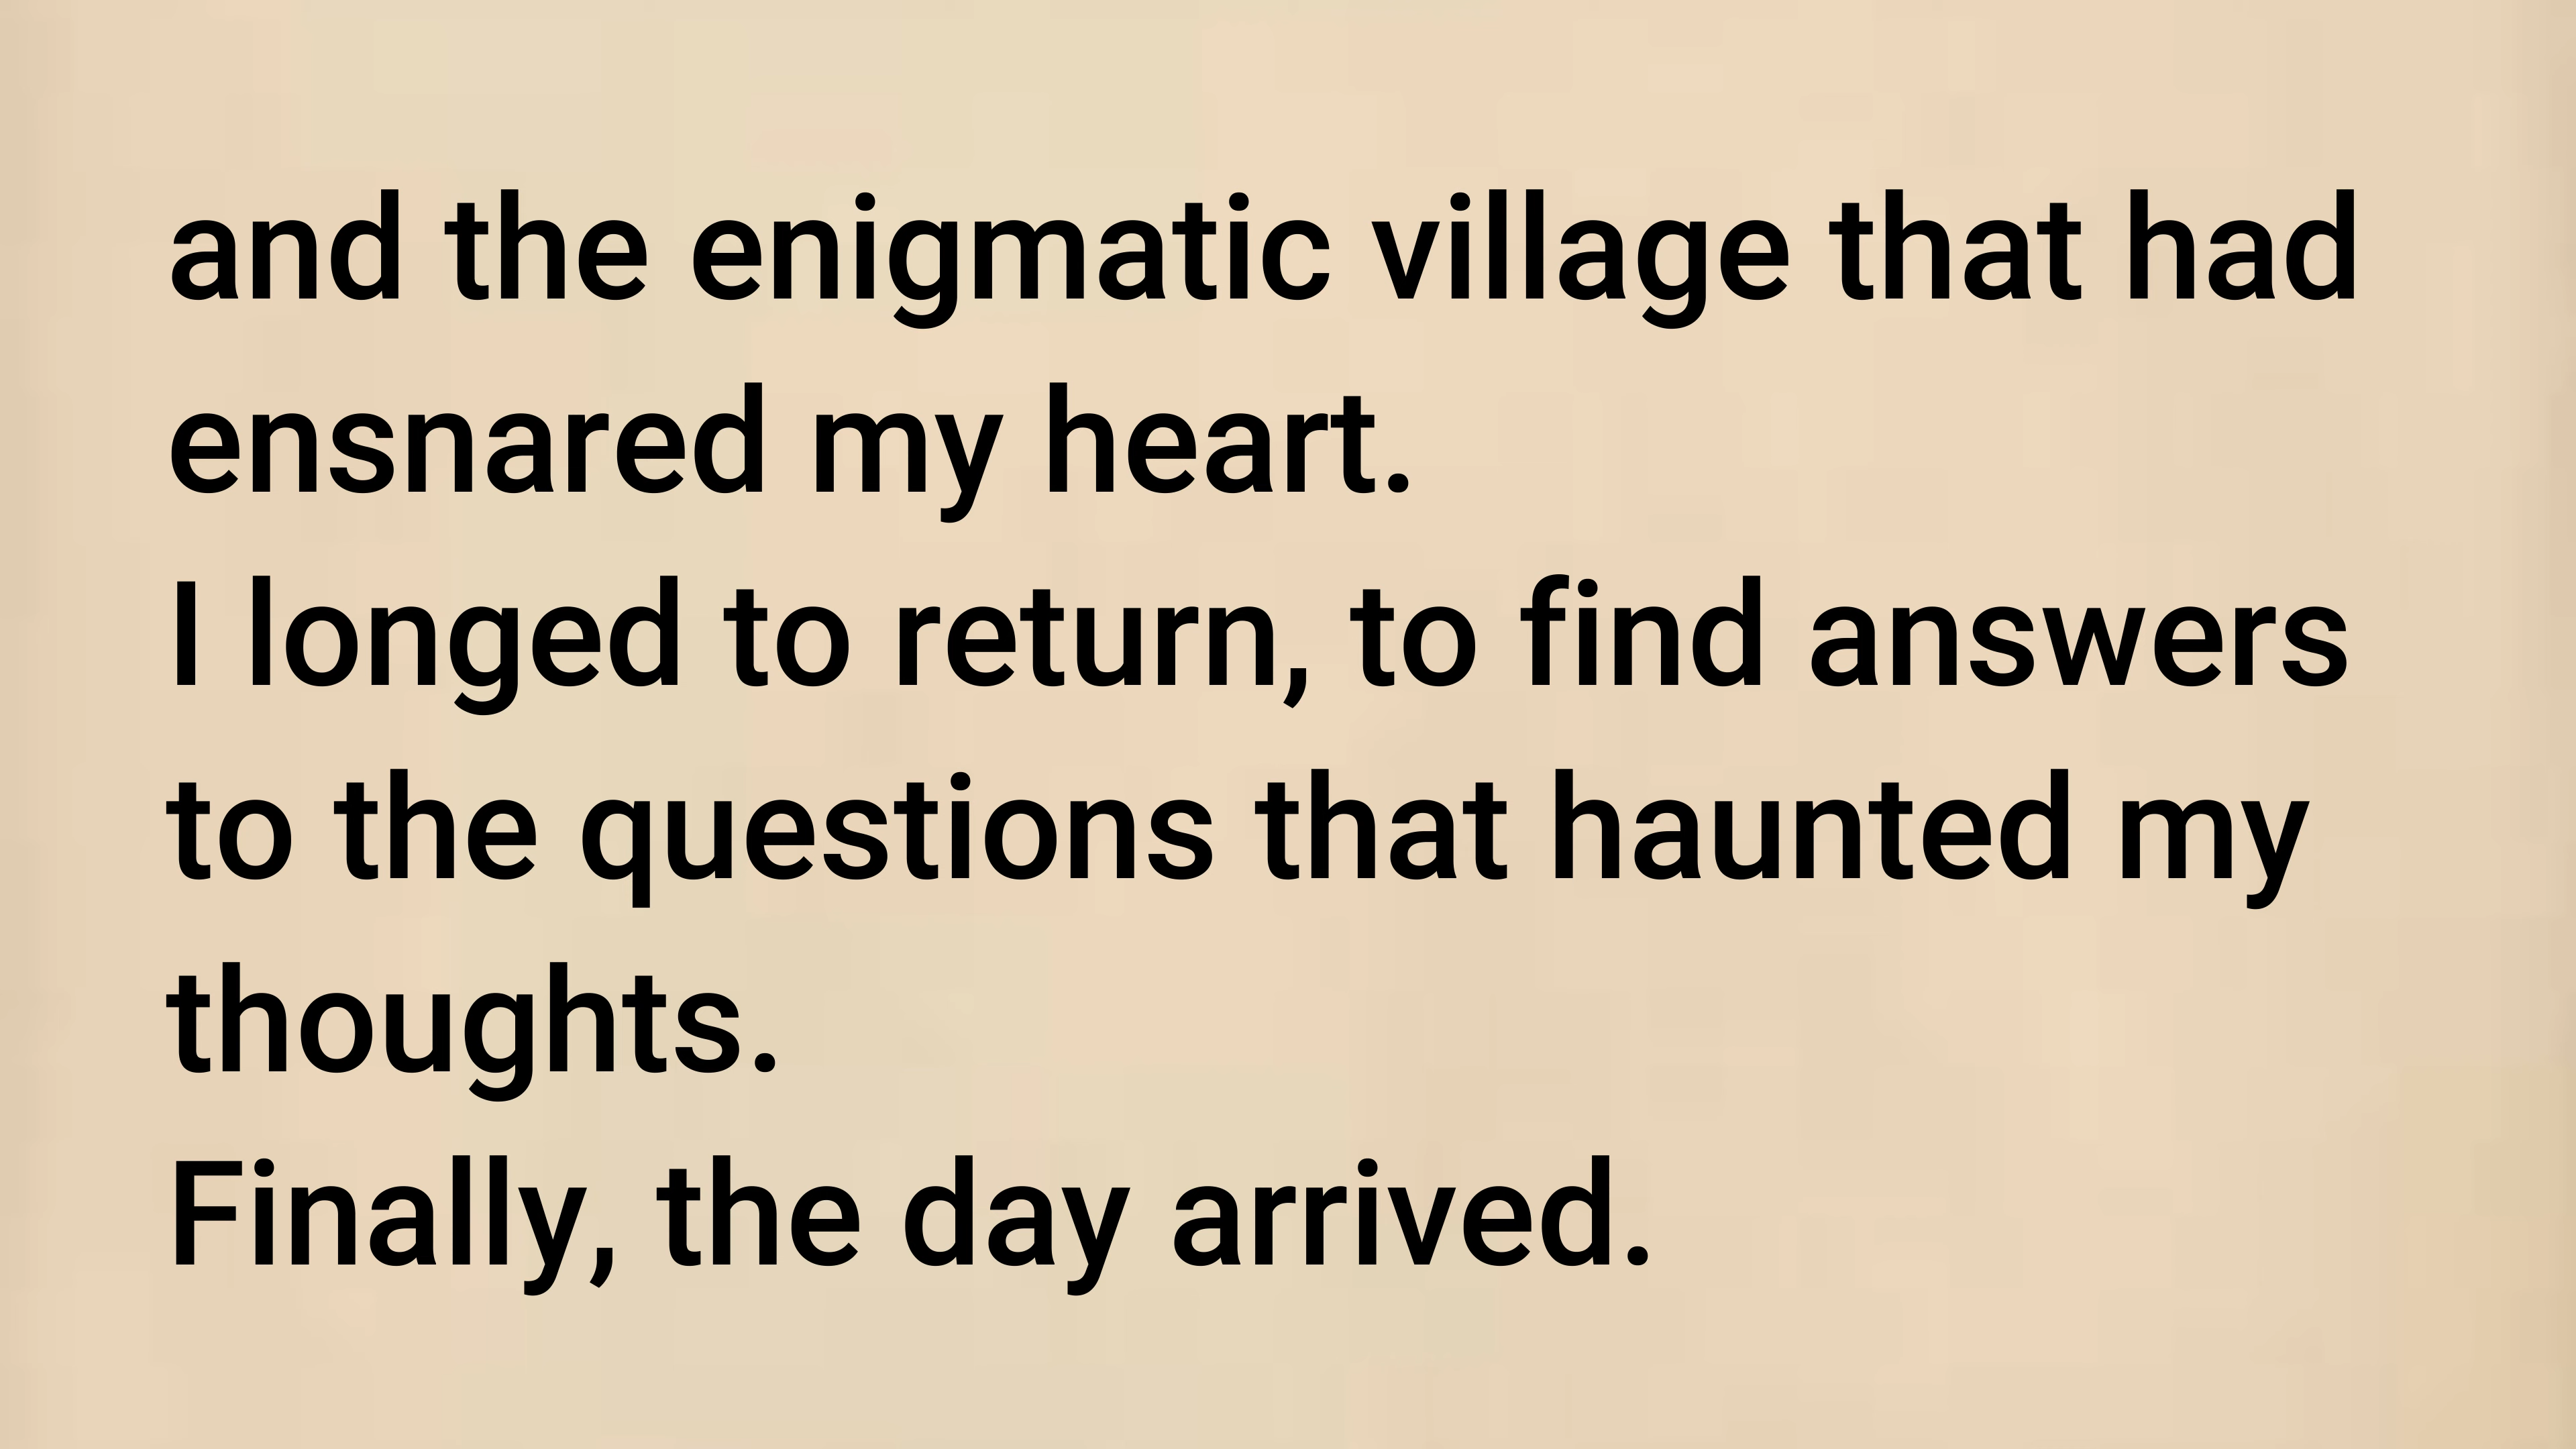 and the enigmatic village that had
ensnared my heart.
I longed to return, to find answers
to the questions that haunted my
thoughts.
Finally, the day arrived.